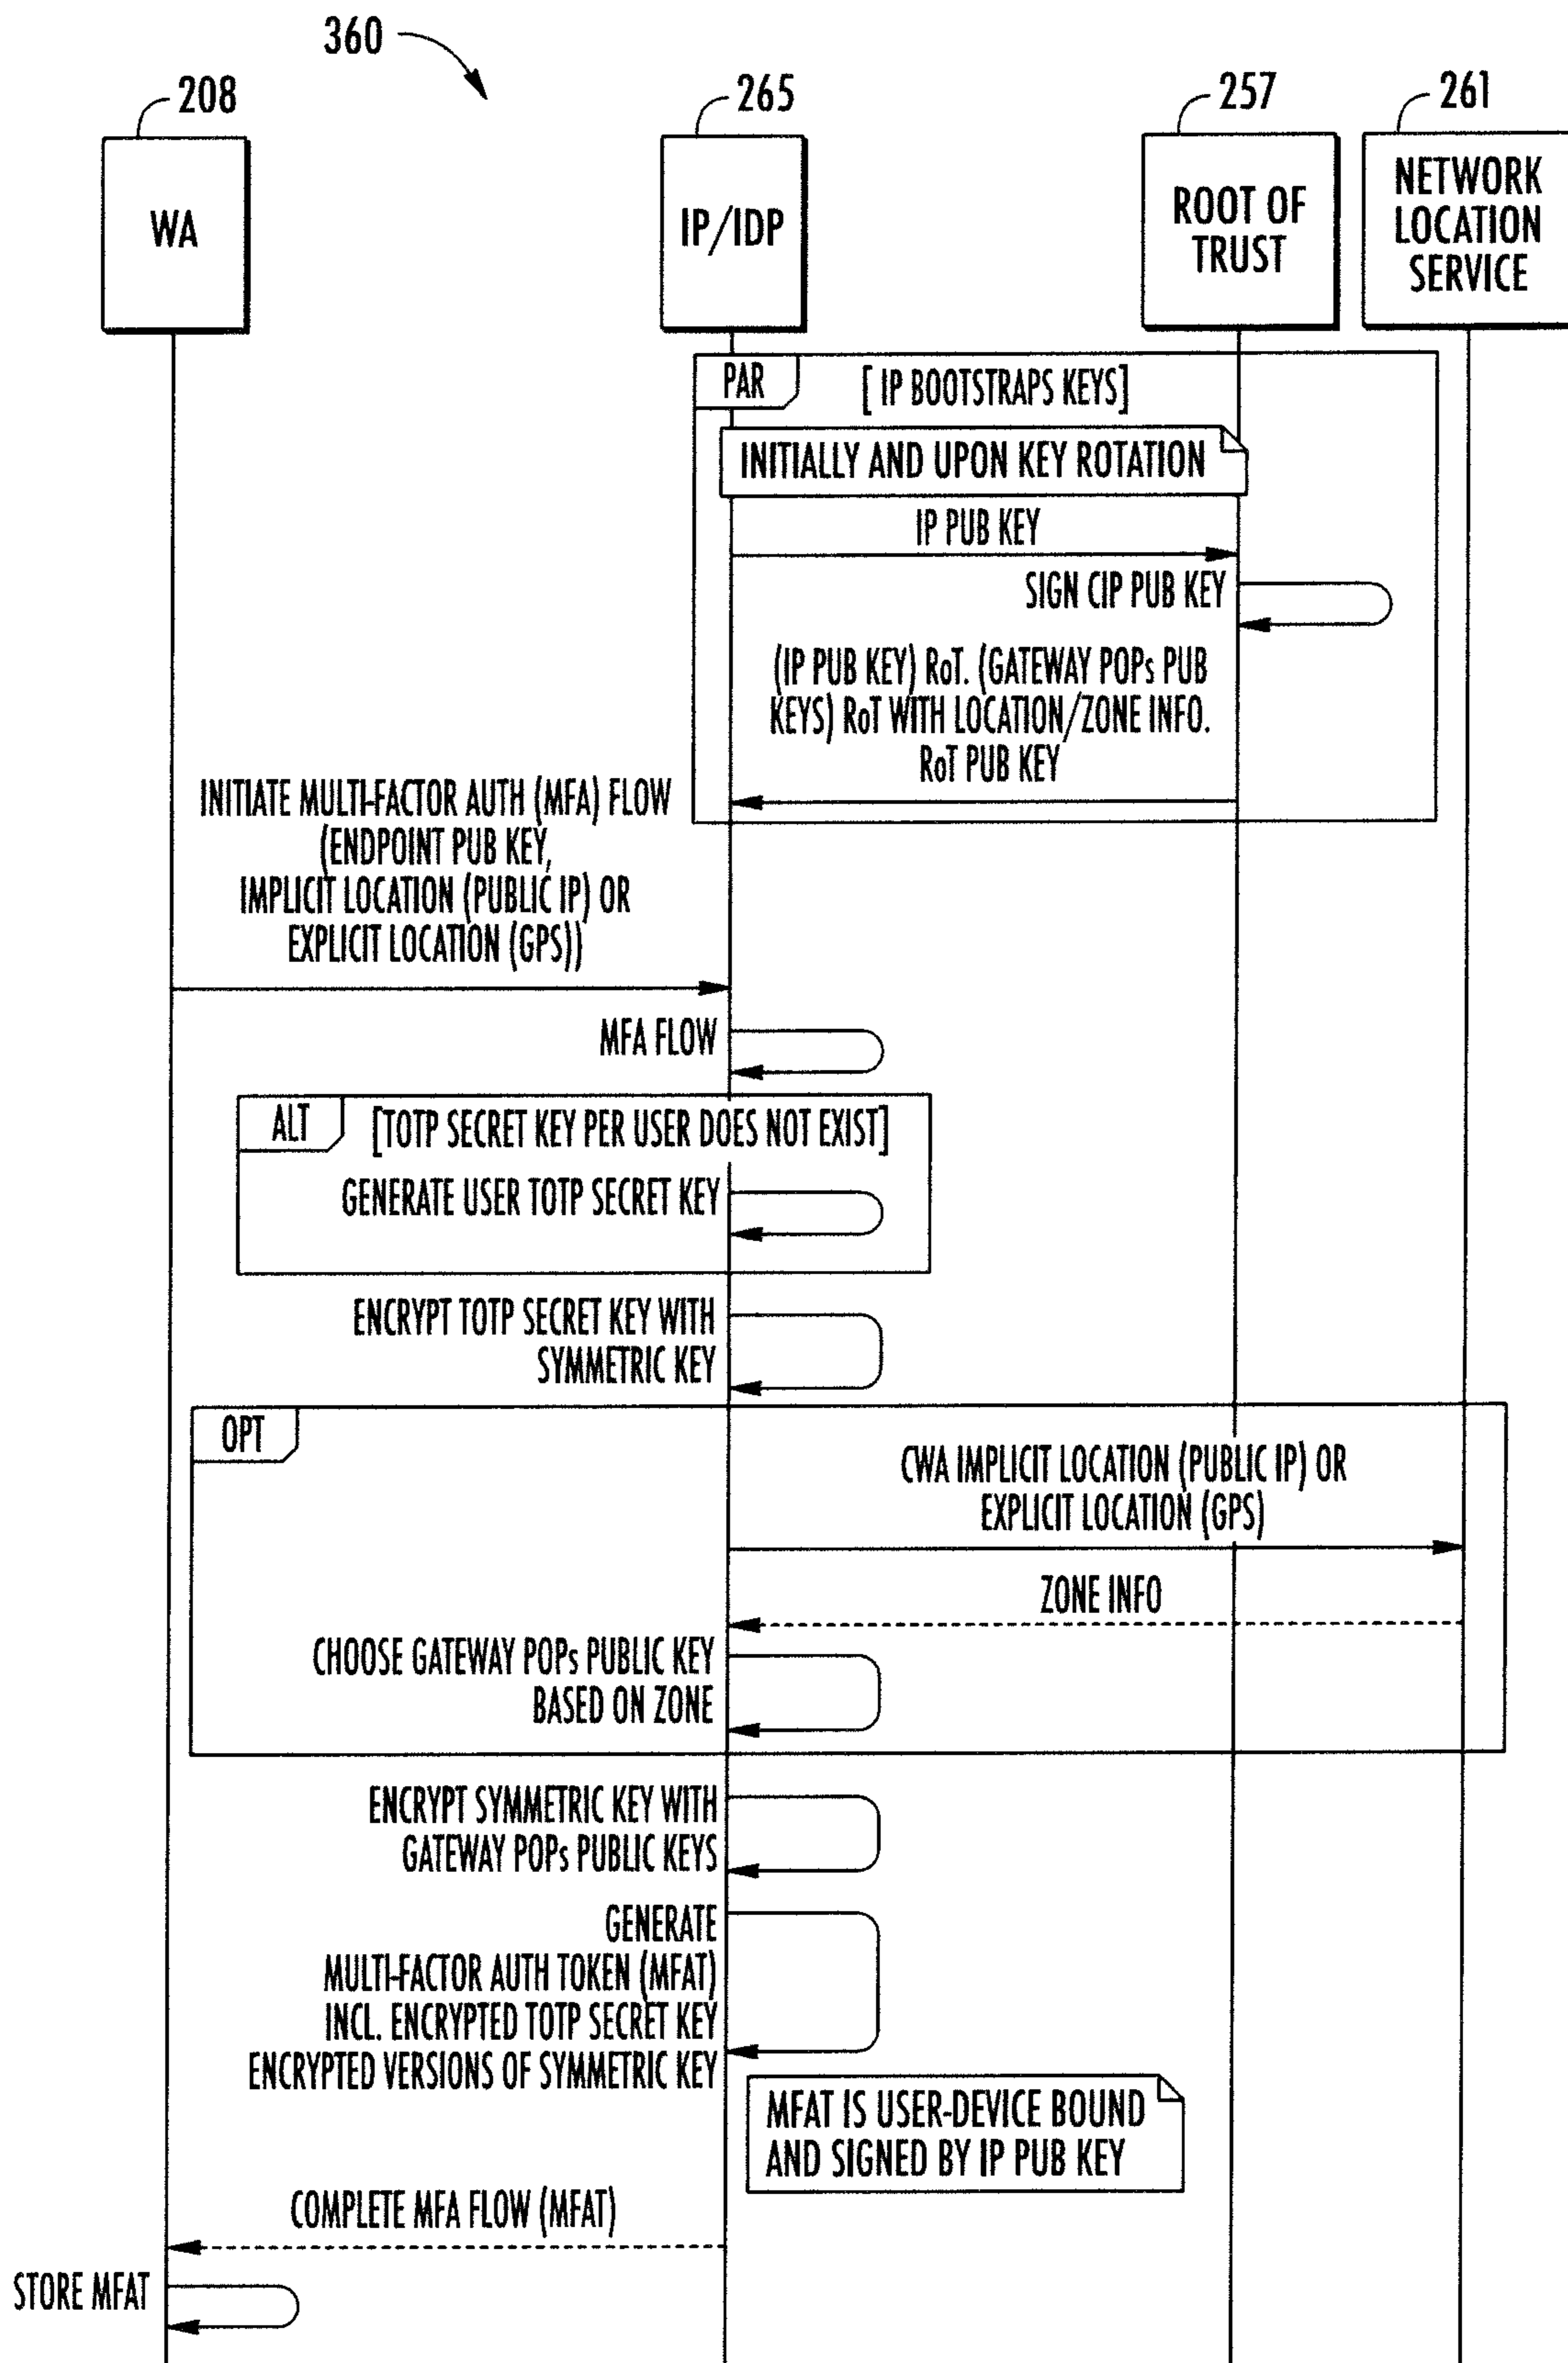 360
208
265
257
261
WA
IP/IDP
ROOT OF
TRUST
NETWORK
LOCATION
SERVICE
PAR
[ IP BOOTSTRAPS KEYS]
INITIALLY AND UPON KEY ROTATION
IP PUB KEY
SIGN CIP PUB KEY
(IP PUB KEY) RoT. (GATEWAY POPs PUB
KEYS) RoT WITH LOCATION/ZONE INFO.
RoT PUB KEY
INITIATE MULTI-FACTOR AUTH (MFA) FLOW
(ENDPOINT PUB KEY,
IMPLICIT LOCATION (PUBLIC IP) OR
EXPLICIT LOCATION (GPS))
MFA FLOW
ALT
[TOTP SECRET KEY PER USER DOES NOT EXIST]
GENERATE USER TOTP SECRET KEY
ENCRYPT TOTP SECRET KEY WITH
SYMMETRIC KEY
OPT
CWA IMPLICIT LOCATION (PUBLIC IP) OR
EXPLICIT LOCATION (GPS)
ZONE INFO
CHOOSE GATEWAY POPs PUBLIC KEY
BASED ON ZONE
ENCRYPT SYMMETRIC KEY WITH
GATEWAY POPs PUBLIC KEYS
GENERATE
MULTI-FACTOR AUTH TOKEN (MFAT)
INCL. ENCRYPTED TOTP SECRET KEY
ENCRYPTED VERSIONS OF SYMMETRIC KEY
MFAT IS USER-DEVICE BOUND
AND SIGNED BY IP PUB KEY
COMPLETE MFA FLOW (MFAT)
STORE MFAT